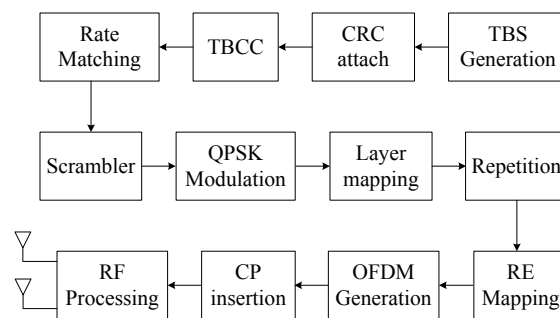 Rate
Matching
TBCC
CRC
attach
TBS
Generation
Scrambler
QPSK
Modulation
Layer
mapping
Repetition
RF
Processing
CP
insertion
OFDM
Generation
RE
Mapping